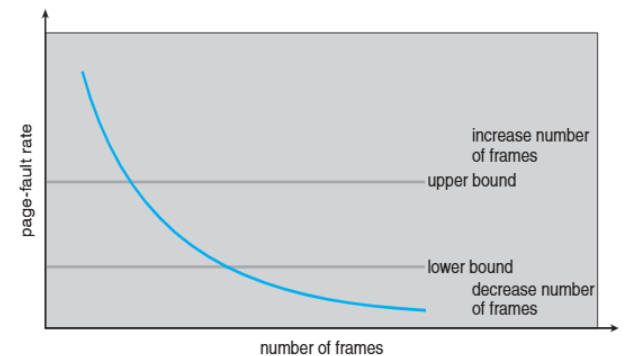 page-fault rate
increase number
of frames
upper bound
lower bound
decrease number
of frames
number of frames